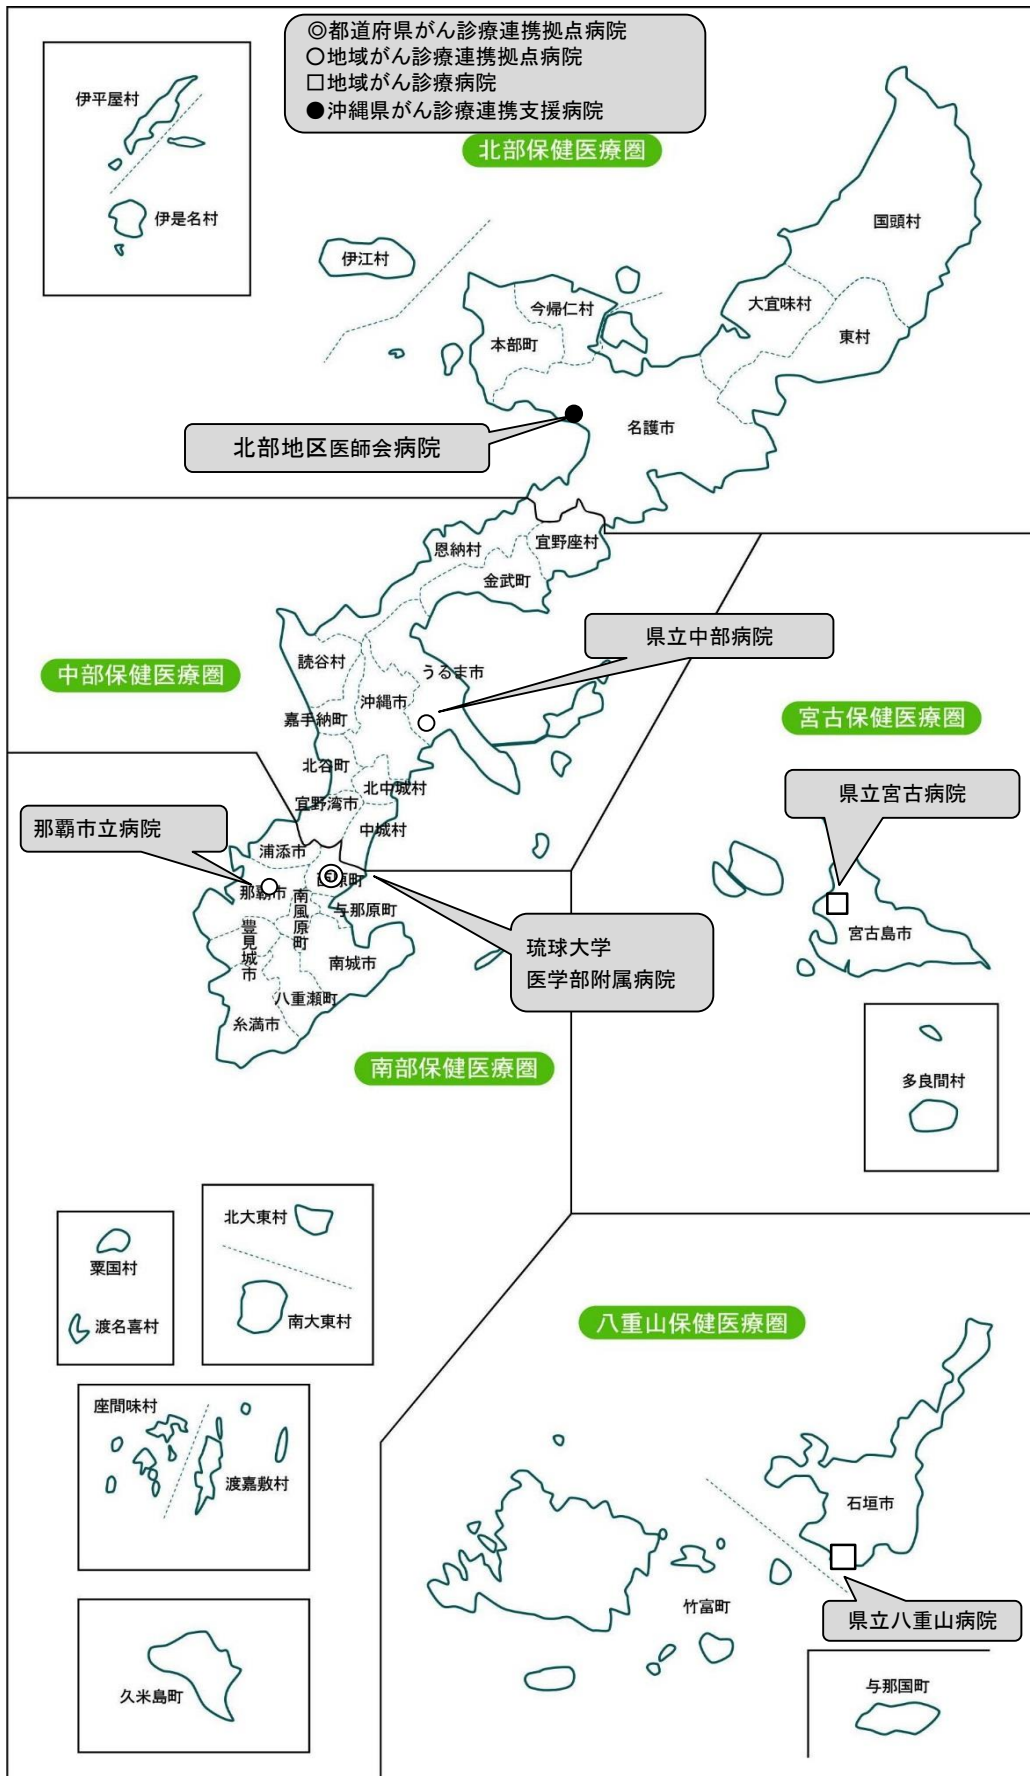 ◎都道府県がん診療連携拠点病院
○地域がん診療連携拠点病院
□地域がん診療病院
●沖縄県がん診療連携支援病院
北部保健医療圏
伊平屋村
伊是名村
伊江村
国頭村
大宜味村
東村
今帰仁村
本部町
名護市
北部地区医師会病院
恩納村
宜野座村
金武町
県立中部病院
中部保健医療圏
読谷村
うるま市
沖縄市
嘉手納町
北谷町
北中城村
宜野湾市
中城村
宮古保健医療圏
県立宮古病院
宮古島市
多良間村
那覇市立病院
浦添市
西原町
那覇市
南風原町
与那原町
豊見城市
南城市
八重瀬町
糸満市
琉球大学
医学部附属病院
南部保健医療圏
北大東村
南大東村
粟国村
渡名喜村
座間味村
渡嘉敷村
久米島町
八重山保健医療圏
石垣市
竹富町
県立八重山病院
与那国町